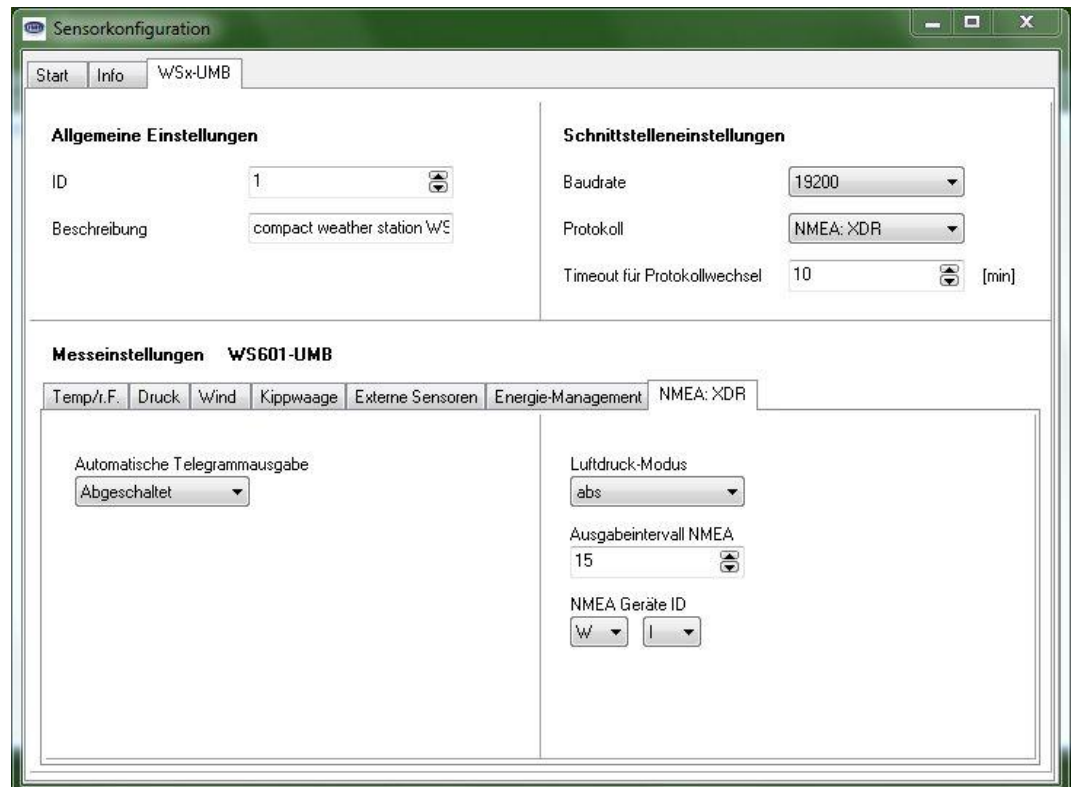 Sensorkonfiguration
Start Info WSx-UMB
Allgemeine Einstellungen
ID 1
Beschreibung compact weather station WS
Schnittstelleneinstellungen
Baudrate 19200
Protokoll NMEA: XDR
Timeout für Protokollwechsel 10 [min]
Messeinstellungen WS601-UMB
Temp/r.F. Druck Wind Kippwaage Externe Sensoren Energie-Management NMEA: XDR
Automatische Telegrammausgabe
Abgeschaltet
Luftdruck-Modus
abs
Ausgabeintervall NMEA
15
NMEA Geräte ID
W I